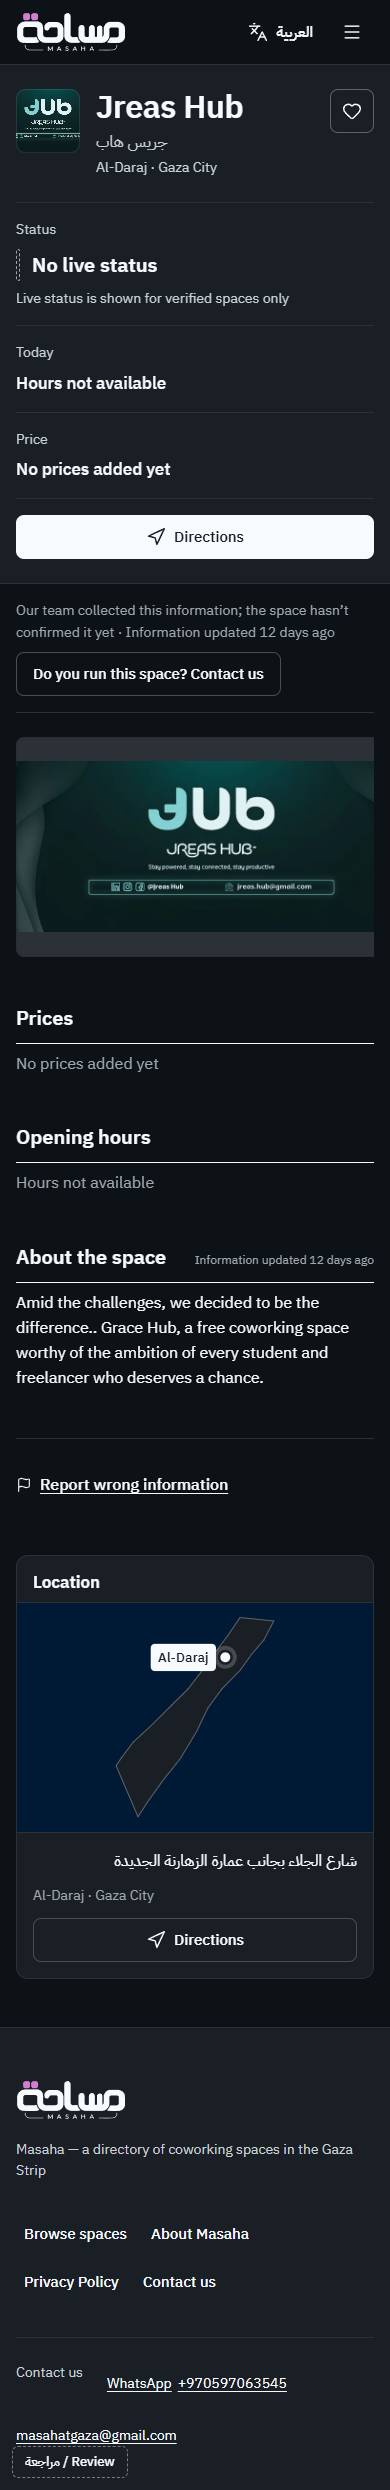 مساحة
MASAHA
العربية
Jreas Hub
جريس هاب
Al-Daraj · Gaza City
Status
No live status
Live status is shown for verified spaces only
Today
Hours not available
Price
No prices added yet
Directions
Our team collected this information; the space hasn't
confirmed it yet · Information updated 12 days ago
Do you run this space? Contact us
JREAS HUB
Stay powered, stay connected, stay productive
@Jreas Hub jreas.hub@gmail.com
Prices
No prices added yet
Opening hours
Hours not available
About the space Information updated 12 days ago
Amid the challenges, we decided to be the
difference.. Grace Hub, a free coworking space
worthy of the ambition of every student and
freelancer who deserves a chance.
Report wrong information
Location
Al-Daraj
شارع الجلاء بجانب عمارة الزهارنة الجديدة
Al-Daraj · Gaza City
Directions
مساحة
MASAHA
Masaha — a directory of coworking spaces in the Gaza
Strip
Browse spaces About Masaha
Privacy Policy Contact us
Contact us WhatsApp +970597063545
masahatgaza@gmail.com
مراجعة / Review